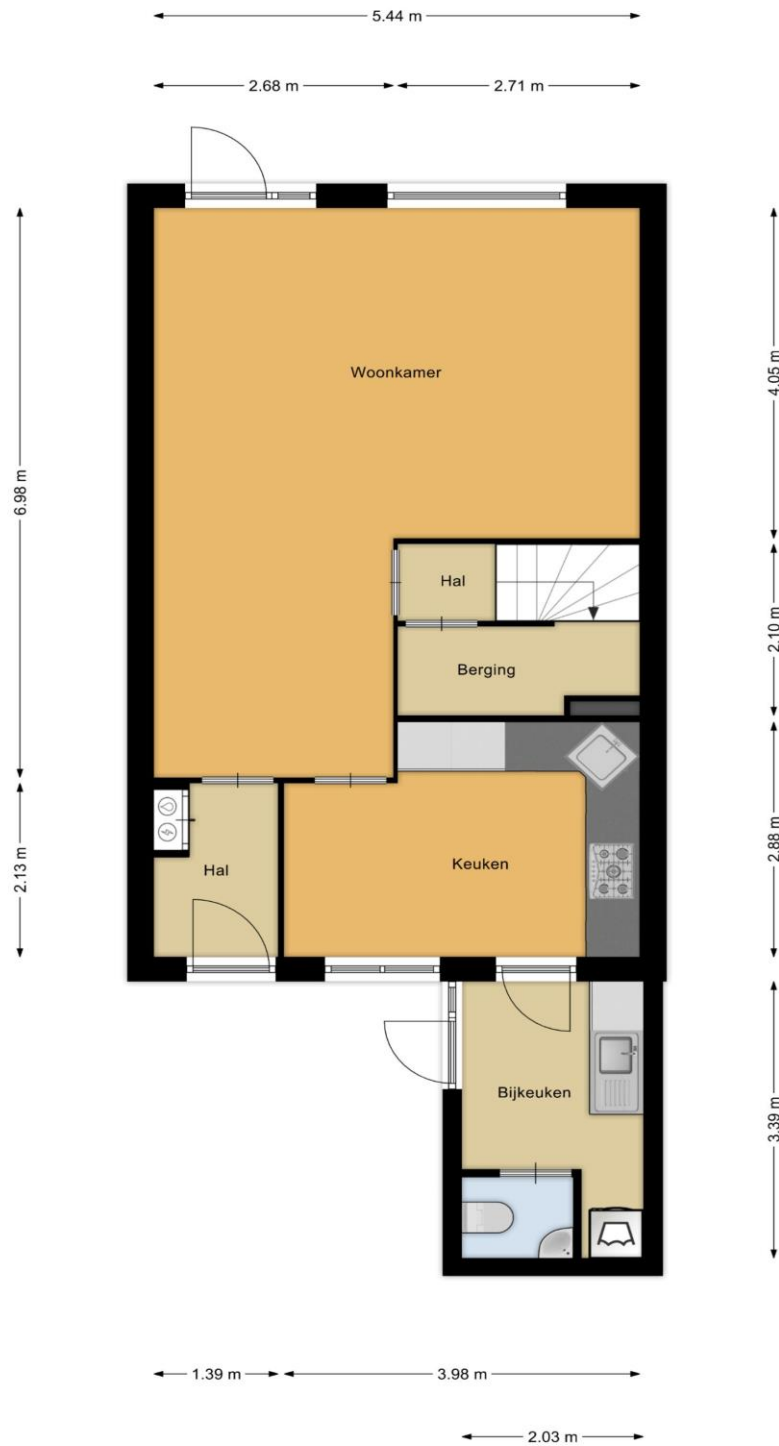 5.44 m
2.68 m
2.71 m
4.05 m
Woonkamer
6.98 m
Hal
2.10 m
Berging
2.88 m
Keuken
Hal
2.13 m
Bijkeuken
3.39 m
1.39 m
3.98 m
2.03 m